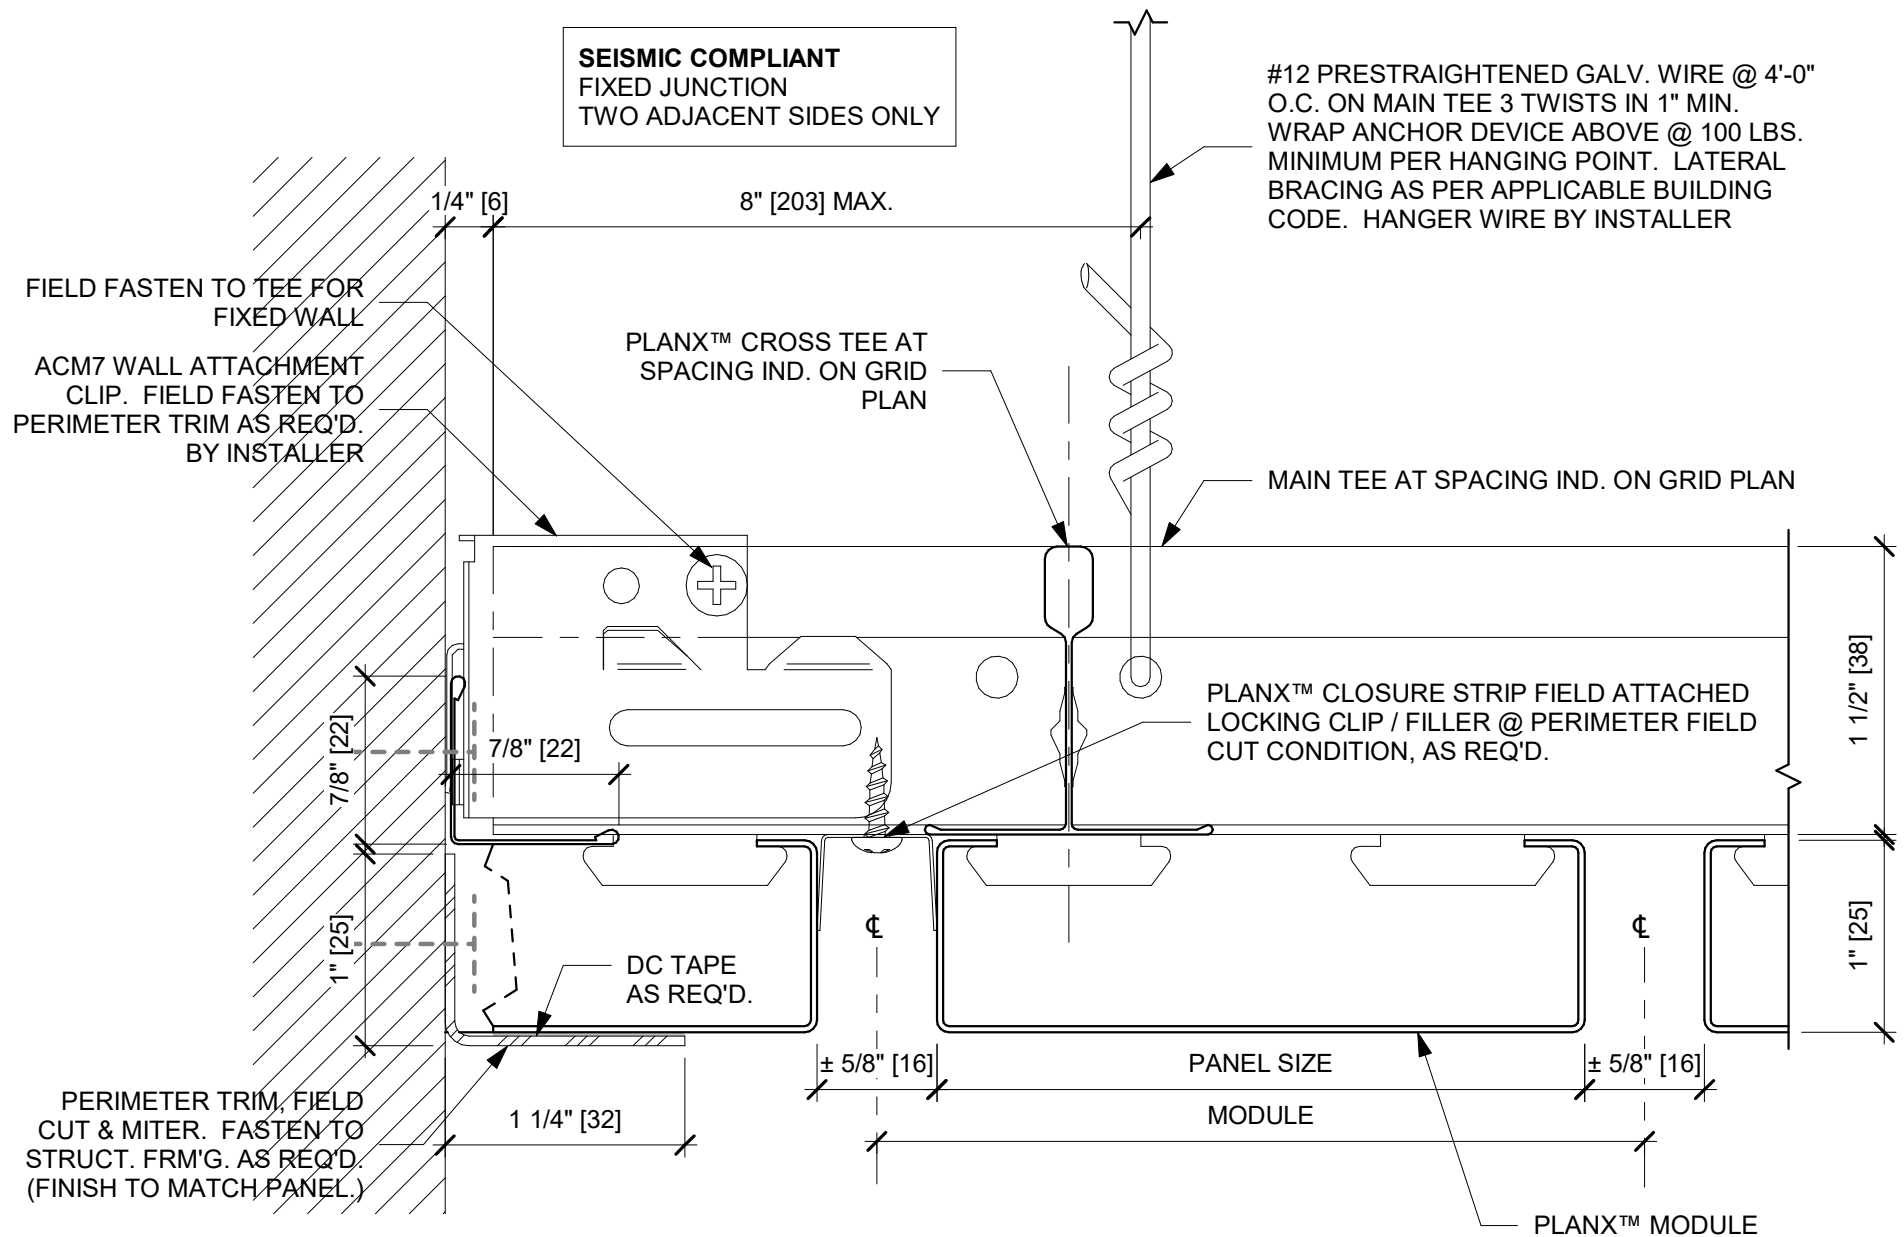 SEISMIC COMPLIANT
FIXED JUNCTION
TWO ADJACENT SIDES ONLY
#12 PRESTRAIGHTENED GALV. WIRE @ 4'-0"
O.C. ON MAIN TEE 3 TWISTS IN 1" MIN.
WRAP ANCHOR DEVICE ABOVE @ 100 LBS.
MINIMUM PER HANGING POINT. LATERAL
BRACING AS PER APPLICABLE BUILDING
CODE. HANGER WIRE BY INSTALLER
1/4" [6]
8" [203] MAX.
FIELD FASTEN TO TEE FOR
FIXED WALL
ACM7 WALL ATTACHMENT
CLIP. FIELD FASTEN TO
PERIMETER TRIM AS REQ'D.
BY INSTALLER
PLANX™ CROSS TEE AT
SPACING IND. ON GRID
PLAN
MAIN TEE AT SPACING IND. ON GRID PLAN
PLANX™ CLOSURE STRIP FIELD ATTACHED
LOCKING CLIP / FILLER @ PERIMETER FIELD
CUT CONDITION, AS REQ'D.
1 1/2" [38]
7/8" [22]
7/8" [22]
1" [25]
1" [25]
℄
℄
DC TAPE
AS REQ'D.
± 5/8" [16]
PANEL SIZE
± 5/8" [16]
MODULE
1 1/4" [32]
PERIMETER TRIM, FIELD
CUT & MITER. FASTEN TO
STRUCT. FRM'G. AS REQ'D.
(FINISH TO MATCH PANEL.)
PLANX™ MODULE